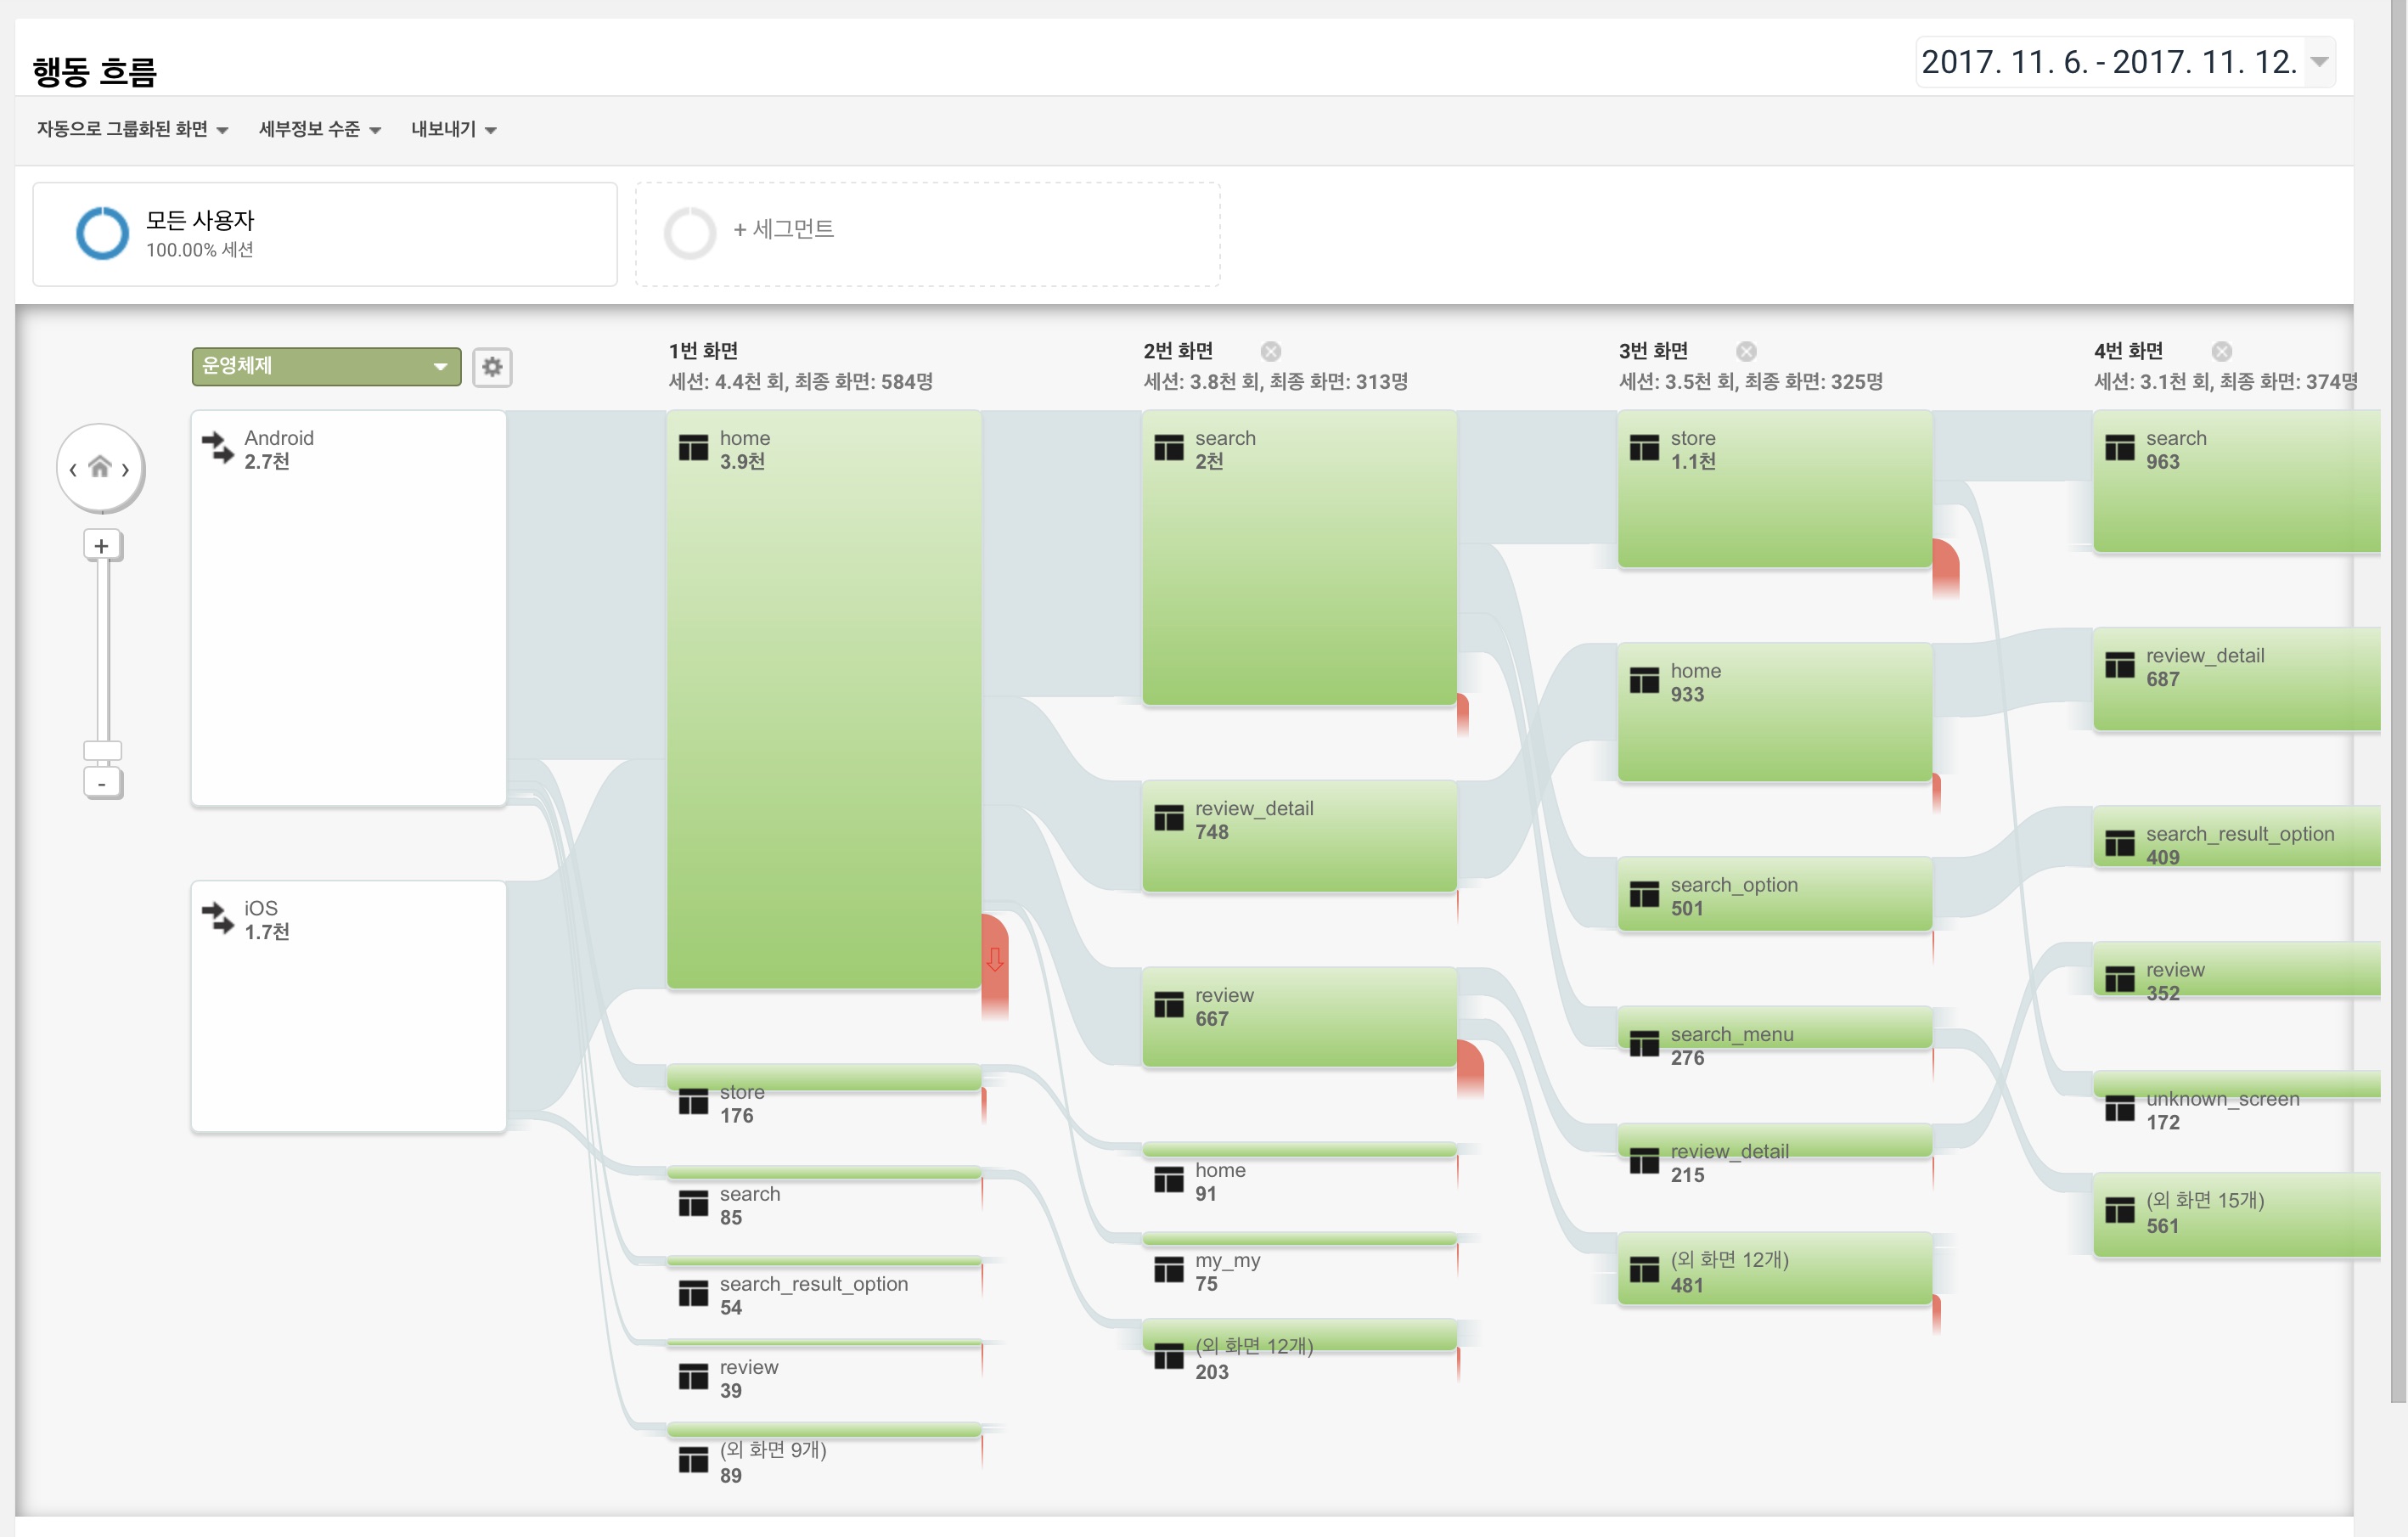 행동 흐름
2017. 11. 6. - 2017. 11. 12.
자동으로 그룹화된 화면
세부정보 수준
내보내기
모든 사용자
100.00% 세션
+ 세그먼트
운영체제
Android
2.7천
iOS
1.7천
+
-
1번 화면
세션: 4.4천 회, 최종 화면: 584명
home
3.9천
store
176
search
85
search_result_option
54
review
39
(외 화면 9개)
89
2번 화면
세션: 3.8천 회, 최종 화면: 313명
search
2천
review_detail
748
review
667
home
91
my_my
75
(외 화면 12개)
203
3번 화면
세션: 3.5천 회, 최종 화면: 325명
store
1.1천
home
933
search_option
501
search_menu
276
review_detail
215
(외 화면 12개)
481
4번 화면
세션: 3.1천 회, 최종 화면: 374명
search
963
review_detail
687
search_result_option
409
review
352
unknown_screen
172
(외 화면 15개)
561